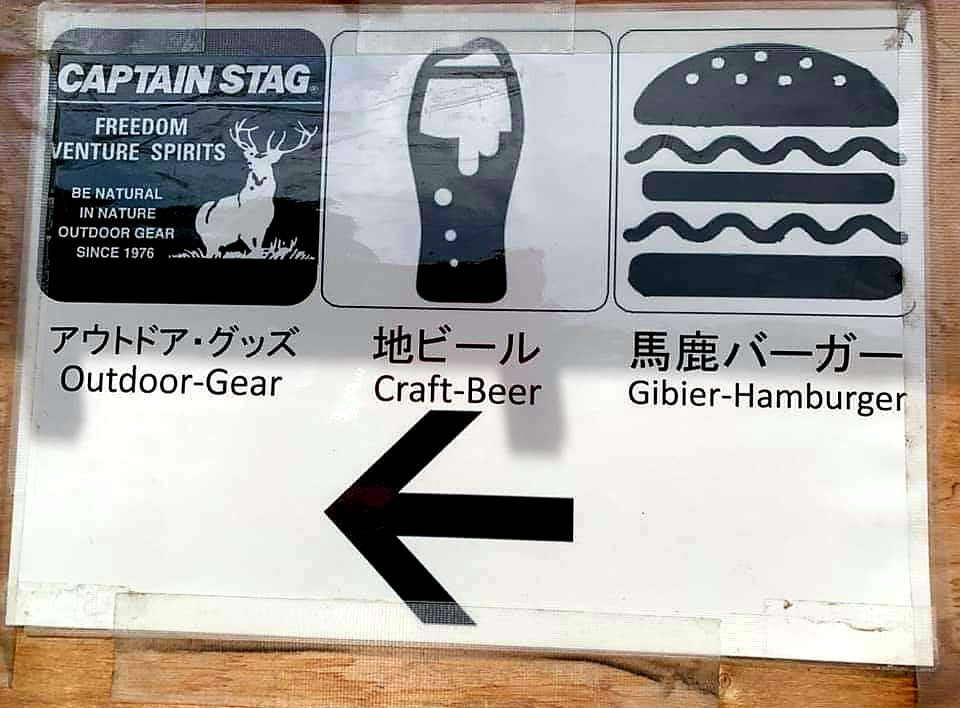 CAPTAIN STAG
FREEDOM
VENTURE SPIRITS
BE NATURAL
IN NATURE
OUTDOOR GEAR
SINCE 1976
アウトドア・グッズ
Outdoor-Gear
地ビール
Craft-Beer
馬鹿バーガー
Gibier-Hamburger